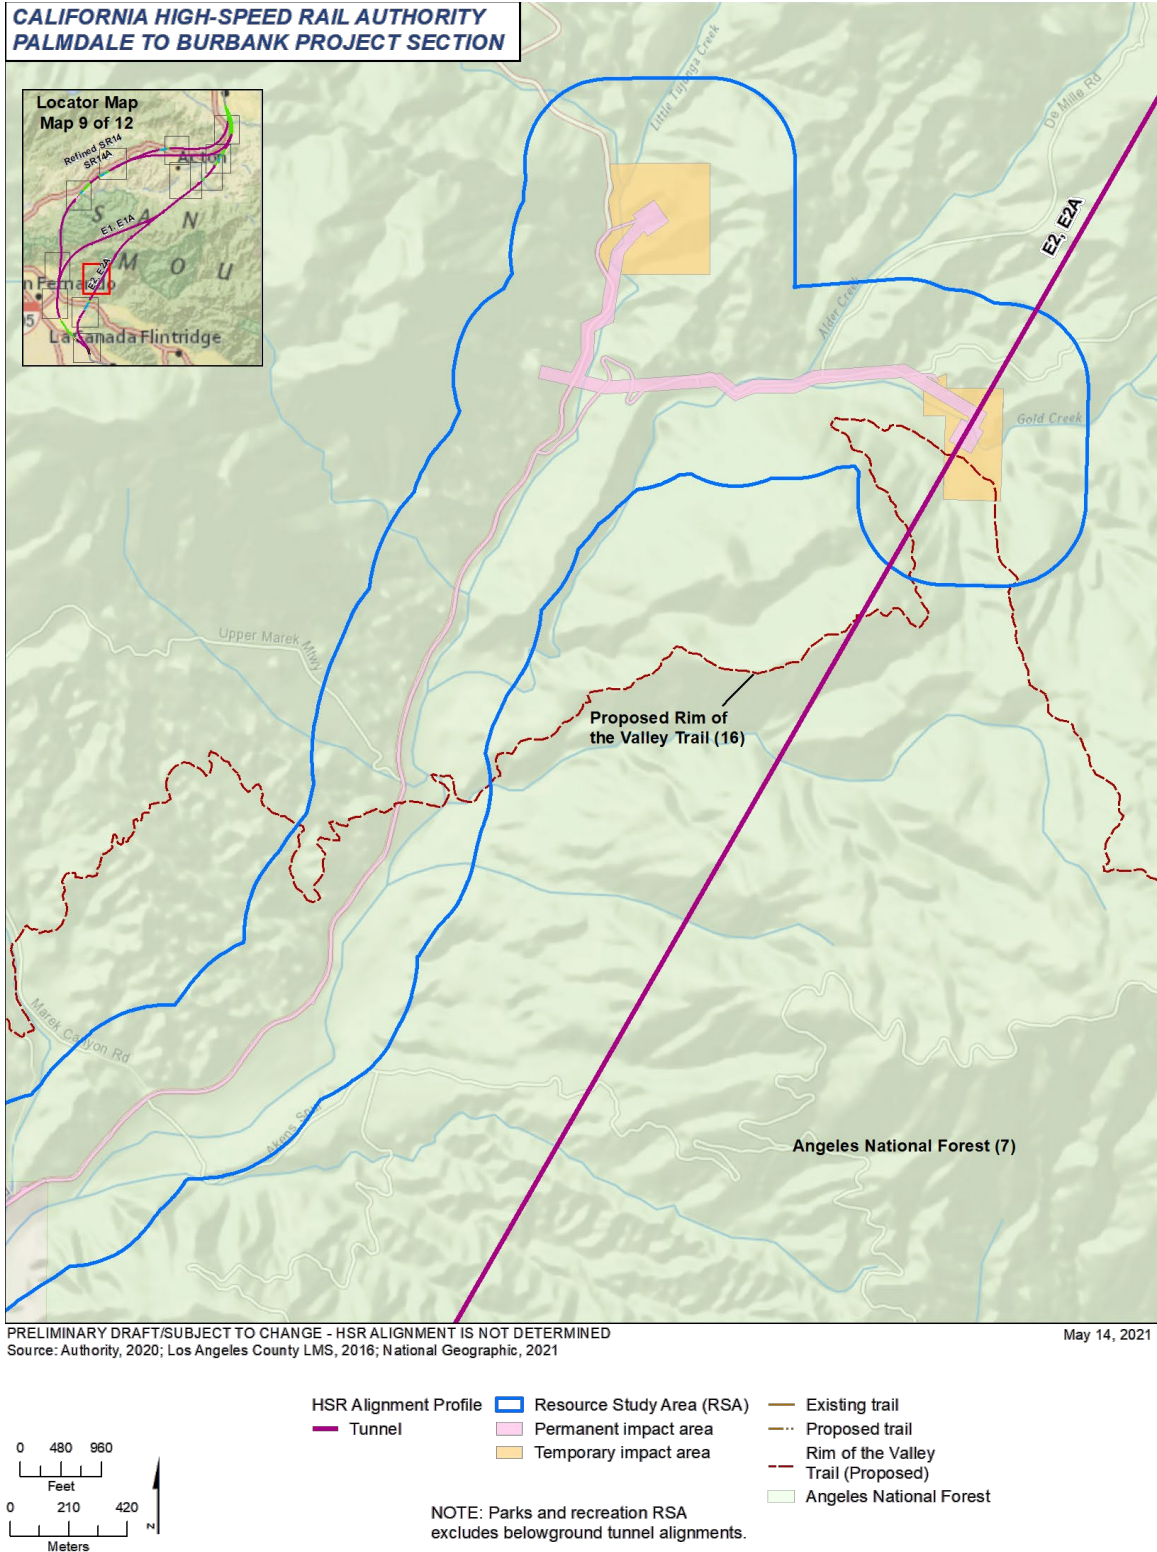 CALIFORNIA HIGH-SPEED RAIL AUTHORITY
PALMDALE TO BURBANK PROJECT SECTION
Locator Map
Map 9 of 12
Refined SR14
SR14A
Acton
S A N
E1, E1A
M O U
E2, E2A
n Fernando
05
La Canada Flintridge
Little Tujunga Creek
De Mille Rd
E2, E2A
Alder Creek
Gold Creek
Upper Marek Mtwy
Proposed Rim of
the Valley Trail (16)
Marek Canyon Rd
Akens Spur
Angeles National Forest (7)
PRELIMINARY DRAFT/SUBJECT TO CHANGE - HSR ALIGNMENT IS NOT DETERMINED
May 14, 2021
Source: Authority, 2020; Los Angeles County LMS, 2016; National Geographic, 2021
HSR Alignment Profile
Tunnel
Resource Study Area (RSA)
Permanent impact area
Temporary impact area
Existing trail
Proposed trail
Rim of the Valley
Trail (Proposed)
Angeles National Forest
0 480 960
Feet
0 210 420
Meters
N
NOTE: Parks and recreation RSA
excludes belowground tunnel alignments.